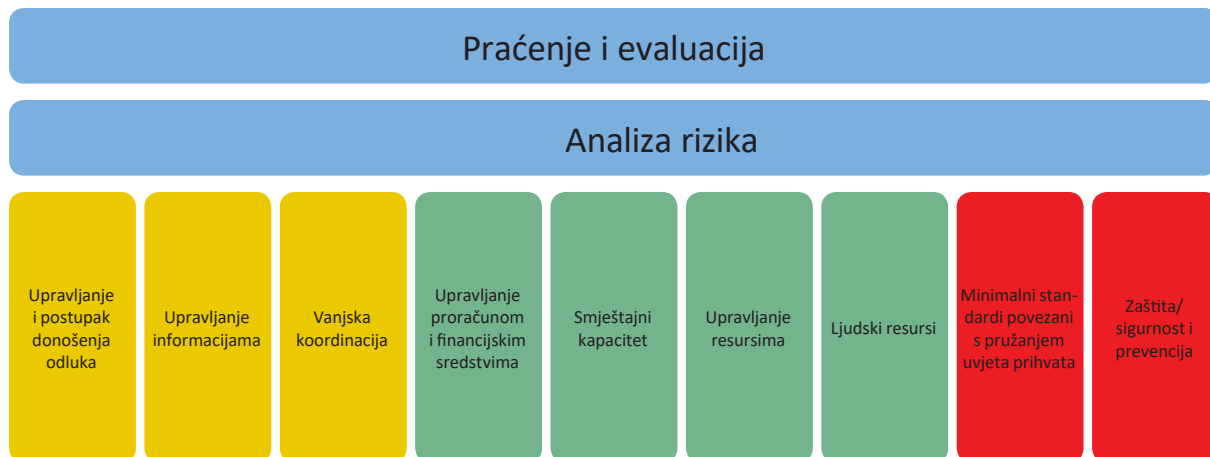 Praćenje i evaluacija
Analiza rizika
Upravljanje
i postupak
donošenja
odluka
Upravljanje
informacijama
Vanjska
koordinacija
Upravljanje
proračunom
i financijskim
sredstvima
Smještajni
kapacitet
Upravljanje
resursima
Ljudski resursi
Minimalni stan-
dardi povezani
s pružanjem
uvjeta prihvata
Zaštita/
sigurnost i
prevencija